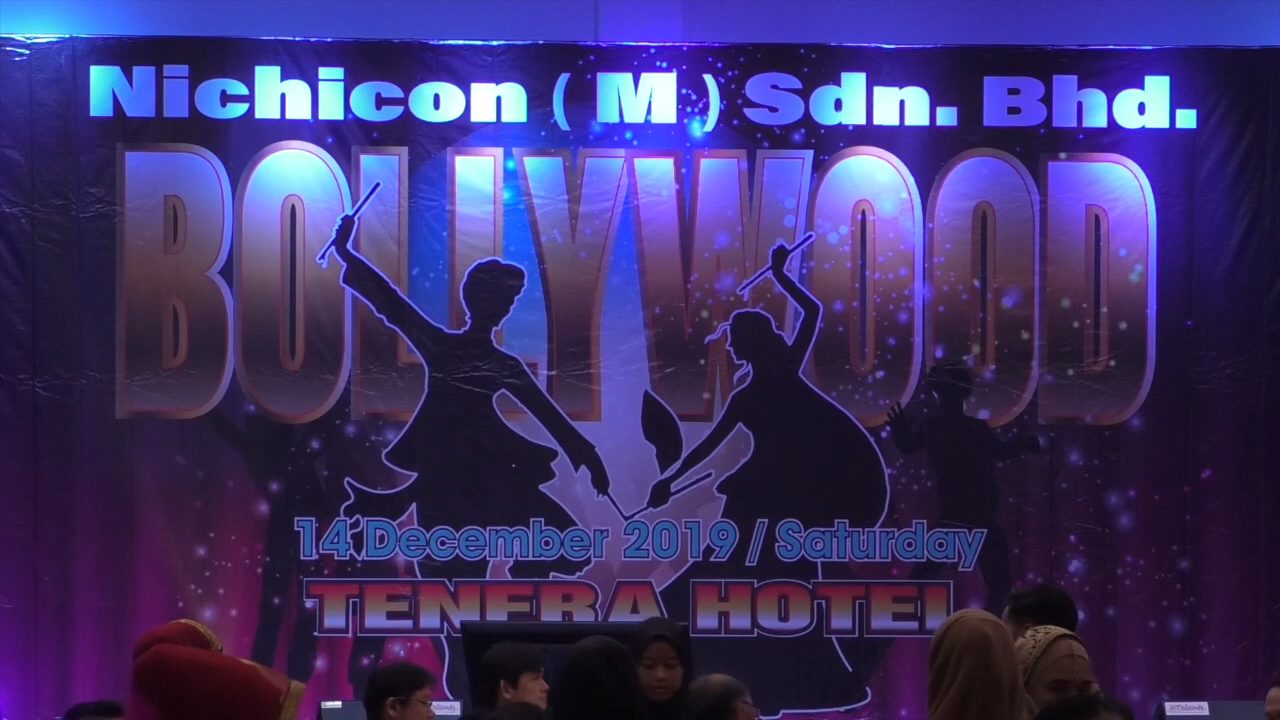 Nichicon ( M ) Sdn. Bhd.
BOLLYWOOD
14 December 2019 / Saturday
TENERA HOTEL